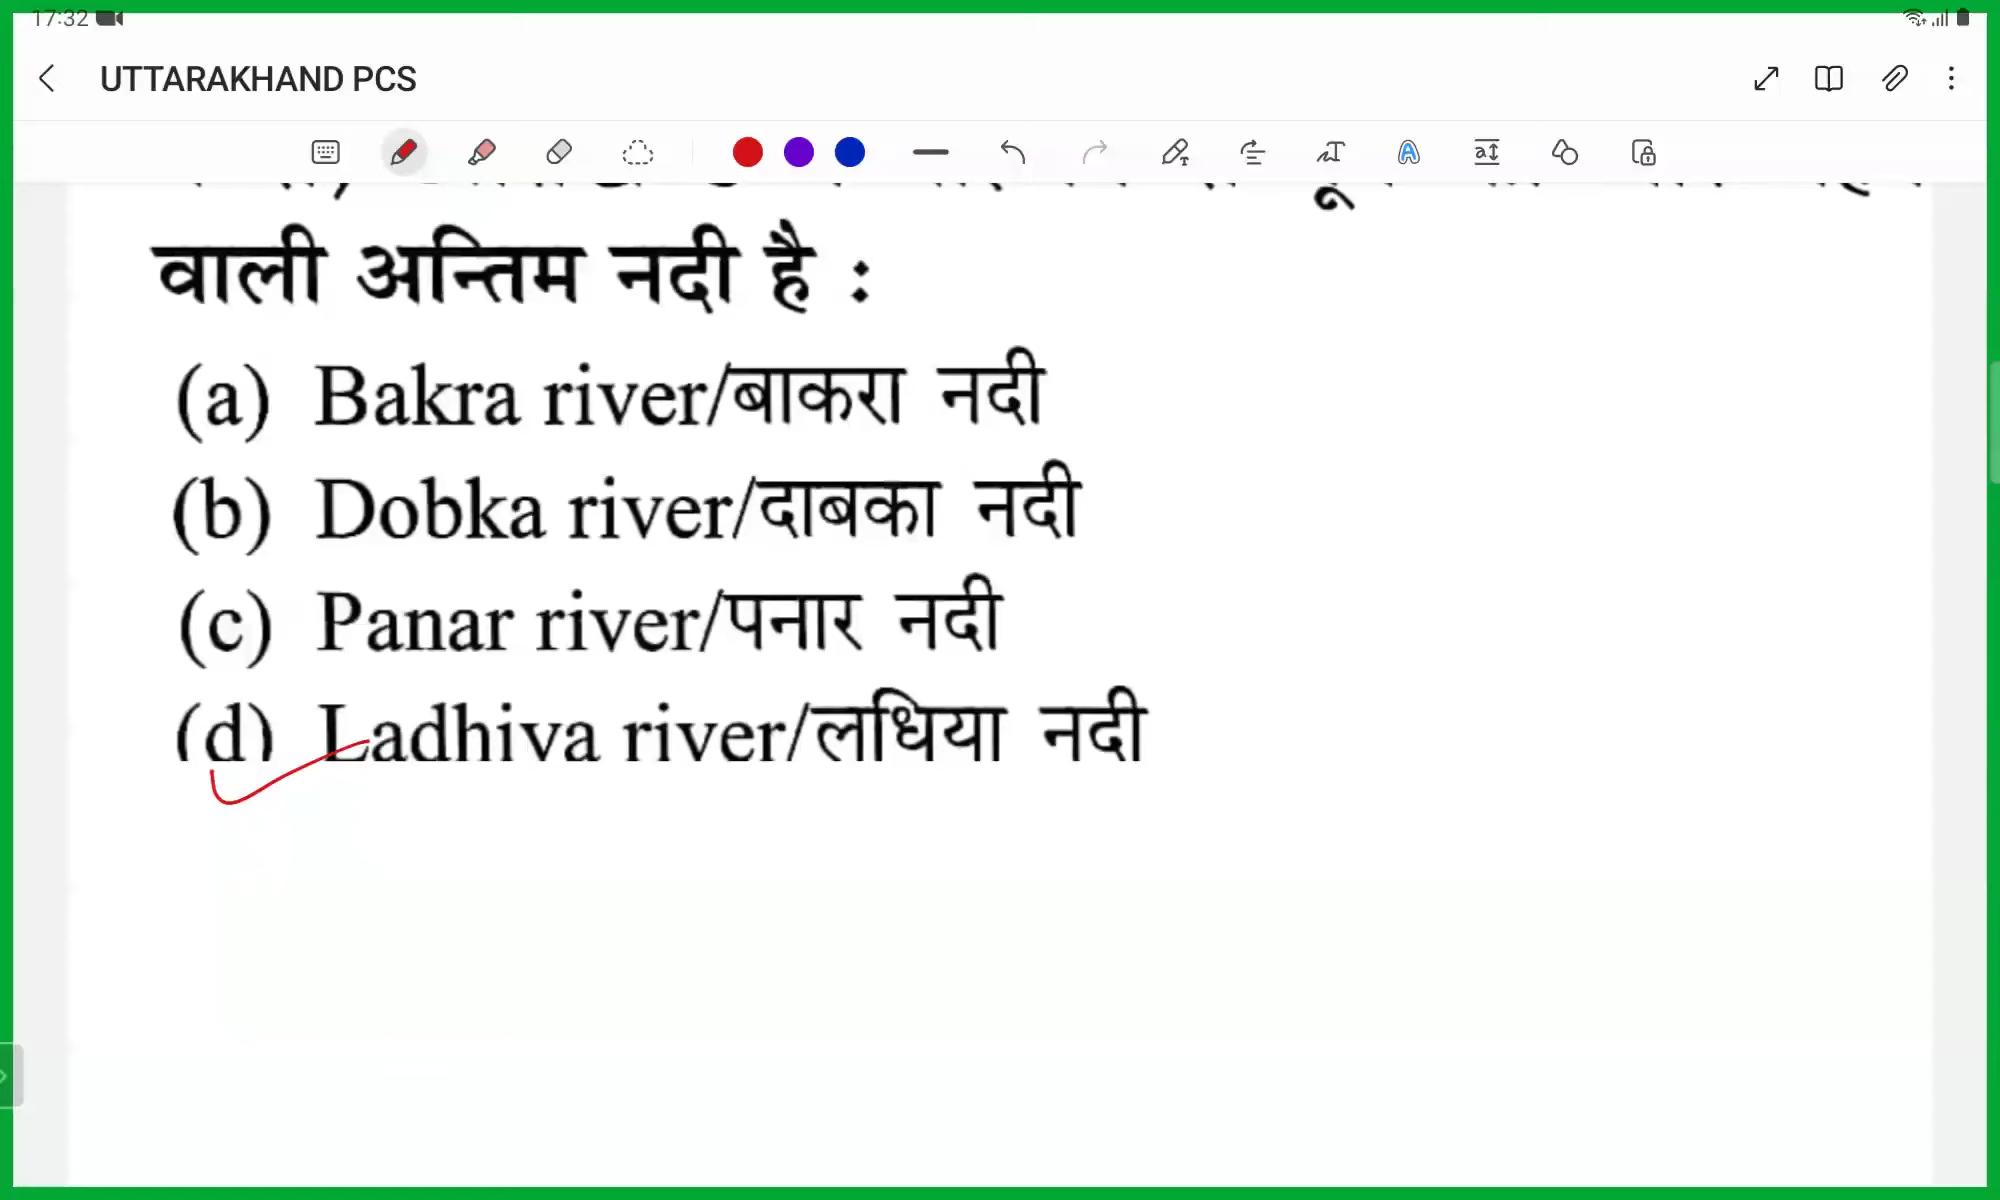 17:32
UTTARAKHAND PCS
वाली अन्तिम नदी है :
(a) Bakra river/बाकरा नदी
(b) Dobka river/दाबका नदी
(c) Panar river/पनार नदी
(d) Ladhiva river/लधिया नदी